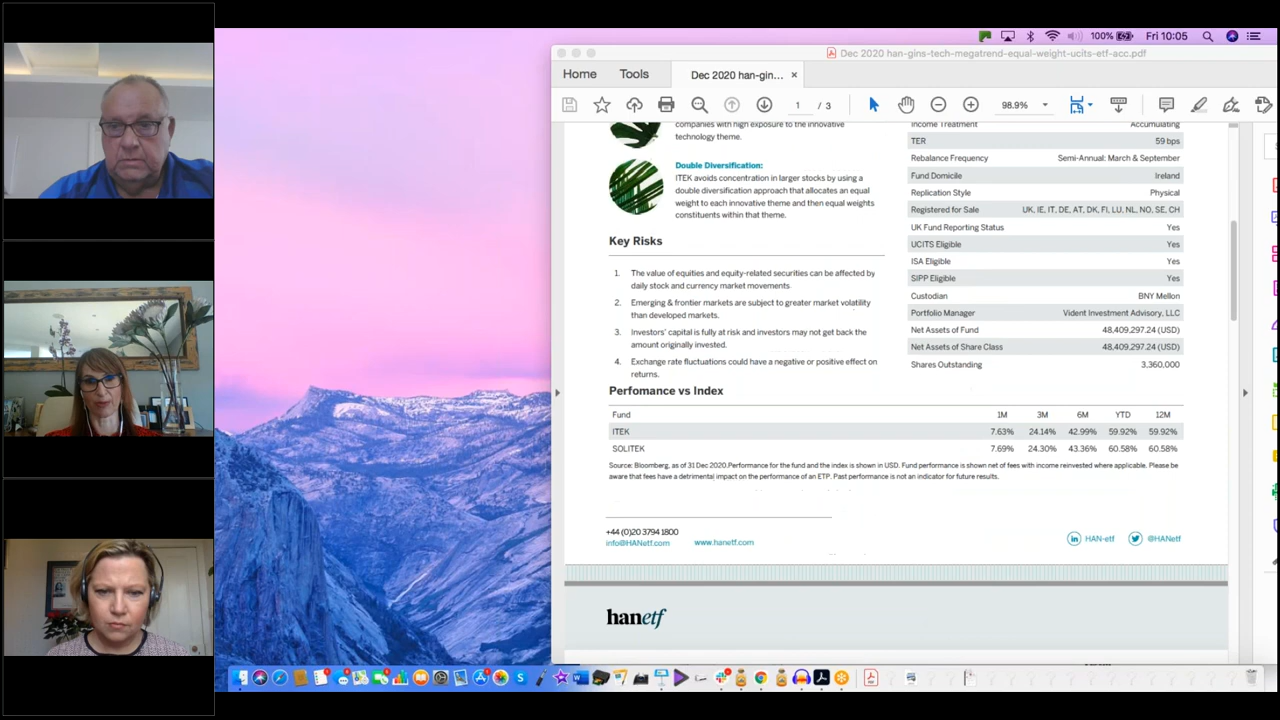 100%
Fri 10:05
Dec 2020 han-gins-tech-megatrend-equal-weight-ucits-etf-acc.pdf
Home
Tools
Dec 2020 han-gin...
1 / 3
98.9%
companies with high exposure to the innovative
technology theme.
Double Diversification:
ITEK avoids concentration in larger stocks by using a
double diversification approach that allocates an equal
weight to each innovative theme and then equal weights
constituents within that theme.
Key Risks
1. The value of equities and equity-related securities can be affected by
daily stock and currency market movements
2. Emerging & frontier markets are subject to greater market volatility
than developed markets.
3. Investors' capital is fully at risk and investors may not get back the
amount originally invested.
4. Exchange rate fluctuations could have a negative or positive effect on
returns.
Income Treatment Accumulating
TER 59 bps
Rebalance Frequency Semi-Annual: March & September
Fund Domicile Ireland
Replication Style Physical
Registered for Sale UK, IE, IT, DE, AT, DK, FI, LU, NL, NO, SE, CH
UK Fund Reporting Status Yes
UCITS Eligible Yes
ISA Eligible Yes
SIPP Eligible Yes
Custodian BNY Mellon
Portfolio Manager Vident Investment Advisory, LLC
Net Assets of Fund 48,409,297.24 (USD)
Net Assets of Share Class 48,409,297.24 (USD)
Shares Outstanding 3,360,000
Perfomance vs Index
Fund 1M 3M 6M YTD 12M
ITEK 7.63% 24.14% 42.99% 59.92% 59.92%
SOLITEK 7.69% 24.30% 43.36% 60.58% 60.58%
Source: Bloomberg, as of 31 Dec 2020.Performance for the fund and the index is shown in USD. Fund performance is shown net of fees with income reinvested where applicable. Please be
aware that fees have a detrimental impact on the performance of an ETP. Past performance is not an indicator for future results.
+44 (0)20 3794 1800
info@HANetf.com www.hanetf.com
HAN-etf
@HANetf
hanetf